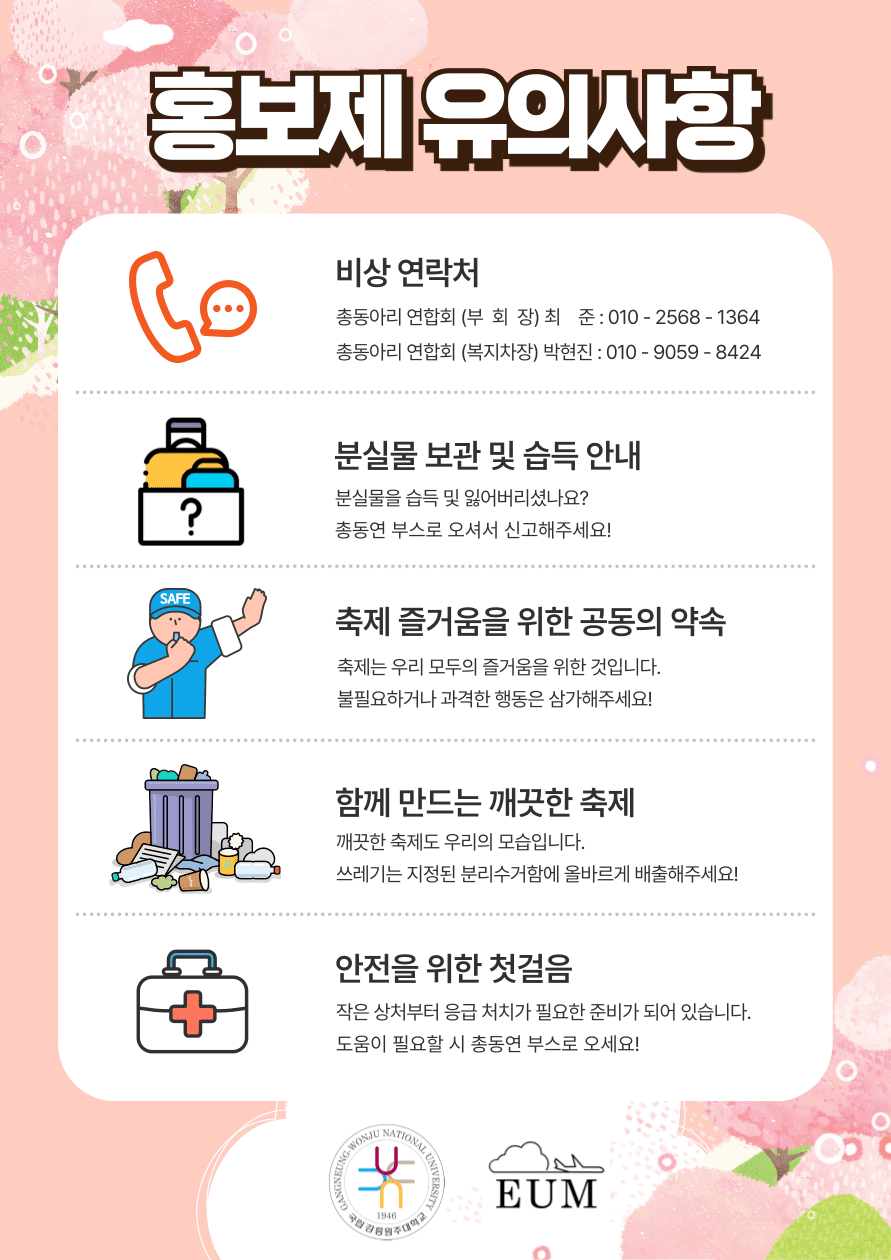 홍보제 유의사항
비상 연락처
총동아리 연합회 (부 회 장) 최 준 : 010 - 2568 - 1364
총동아리 연합회 (복지차장) 박현진 : 010 - 9059 - 8424
분실물 보관 및 습득 안내
분실물을 습득 및 잃어버리셨나요?
총동연 부스로 오셔서 신고해주세요!
SAFE
축제 즐거움을 위한 공동의 약속
축제는 우리 모두의 즐거움을 위한 것입니다.
불필요하거나 과격한 행동은 삼가해주세요!
함께 만드는 깨끗한 축제
깨끗한 축제도 우리의 모습입니다.
쓰레기는 지정된 분리수거함에 올바르게 배출해주세요!
안전을 위한 첫걸음
작은 상처부터 응급 처치가 필요한 준비가 되어 있습니다.
도움이 필요할 시 총동연 부스로 오세요!
GANGNEUNG-WONJU NATIONAL UNIVERSITY
1946
국립강릉원주대학교
EUM